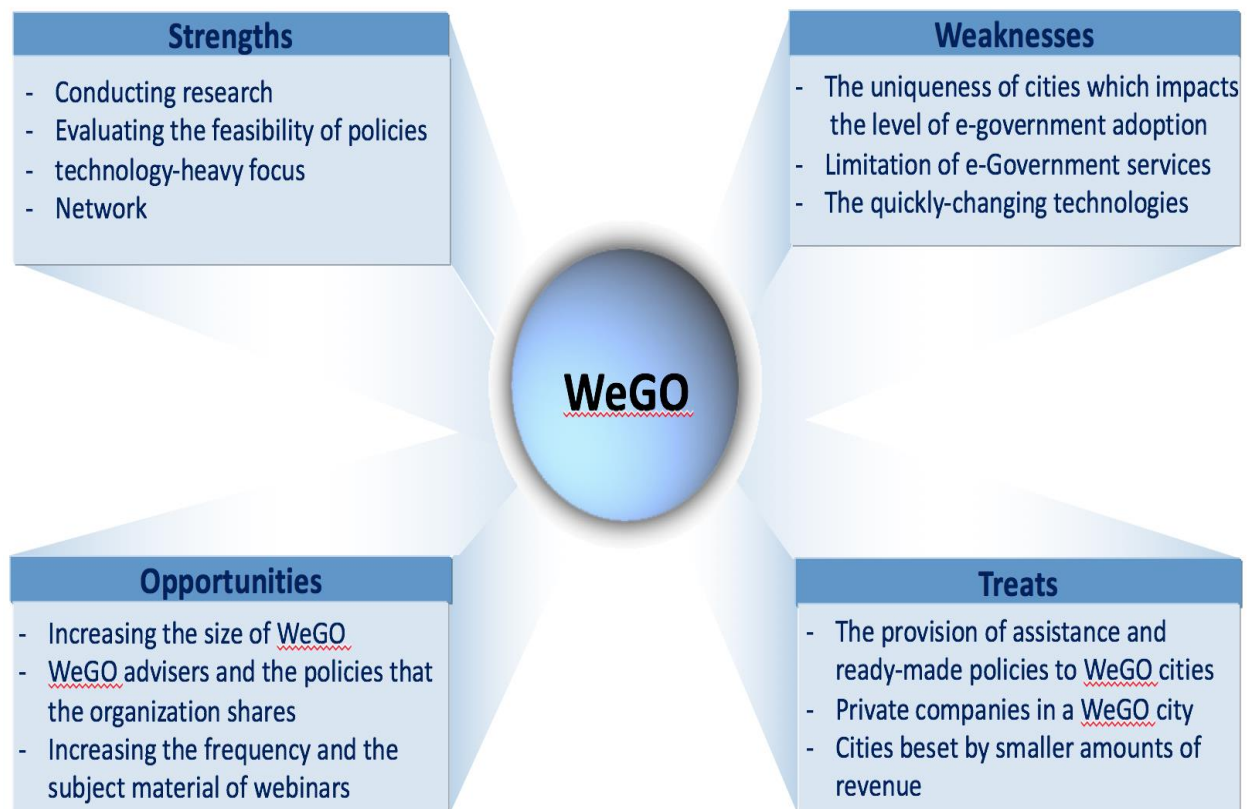 Strengths
- Conducting research
- Evaluating the feasibility of policies
- technology-heavy focus
- Network
Weaknesses
- The uniqueness of cities which impacts
the level of e-government adoption
- Limitation of e-Government services
- The quickly-changing technologies
WeGO
Opportunities
- Increasing the size of WeGO
- WeGO advisers and the policies that
the organization shares
- Increasing the frequency and the
subject material of webinars
Treats
- The provision of assistance and
ready-made policies to WeGO cities
- Private companies in a WeGO city
- Cities beset by smaller amounts of
revenue